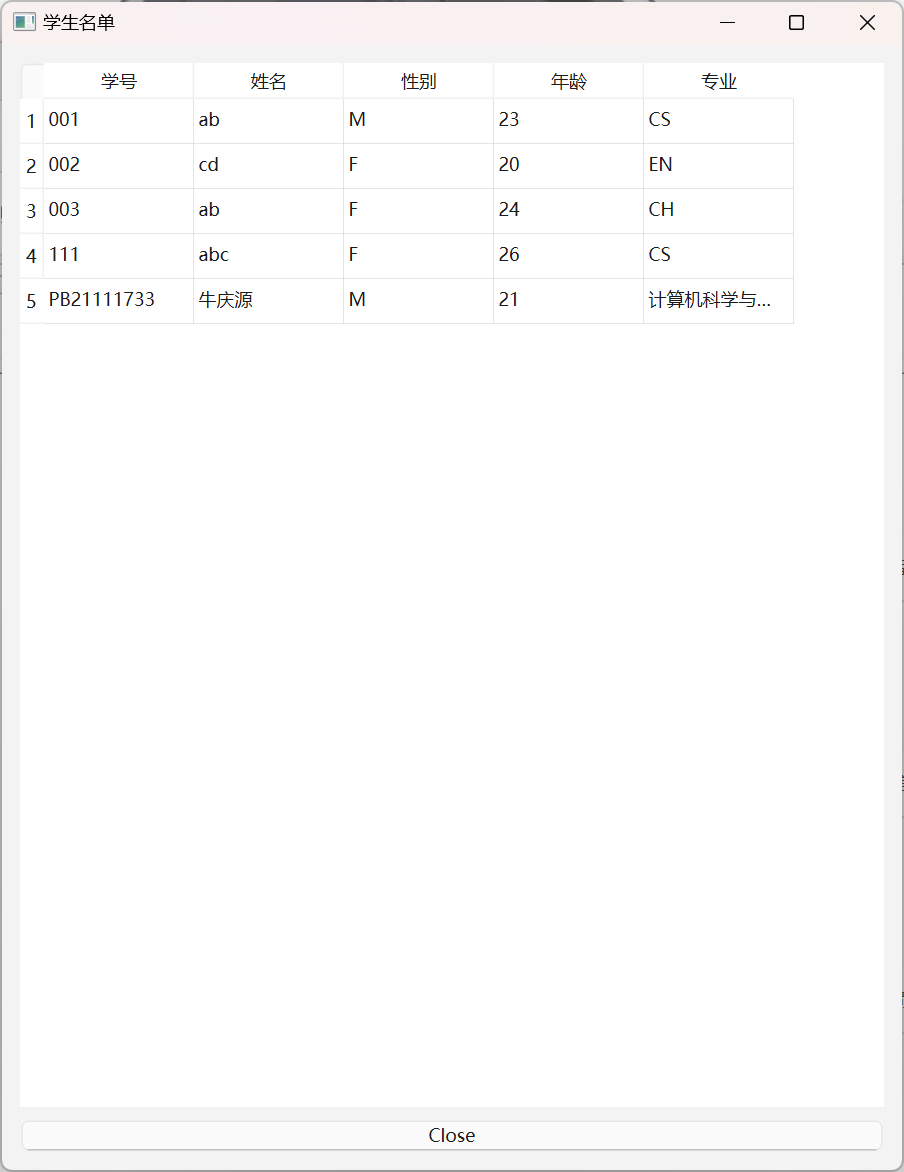 学生名单
学号 姓名 性别 年龄 专业
1 001 ab M 23 CS
2 002 cd F 20 EN
3 003 ab F 24 CH
4 111 abc F 26 CS
5 PB21111733 牛庆源 M 21 计算机科学与...
Close